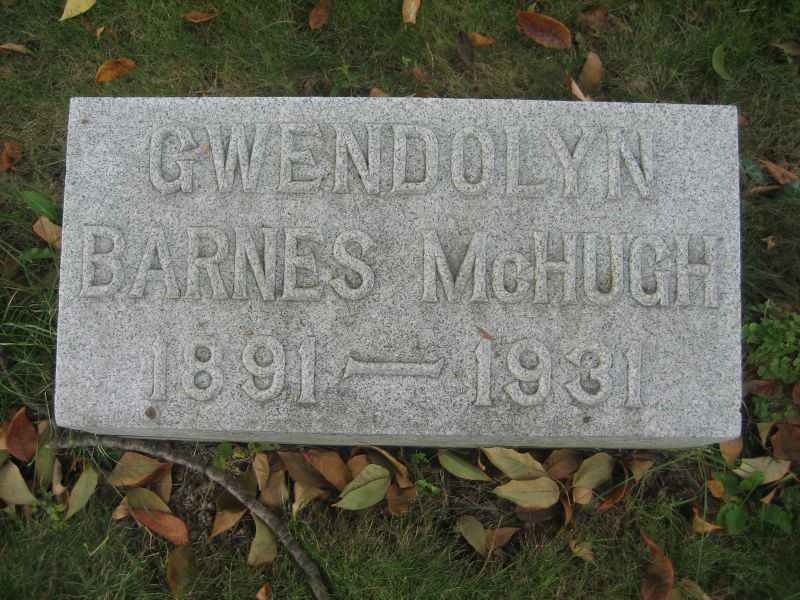 GWENDOLYN
BARNES McHUGH
1891 — 1931